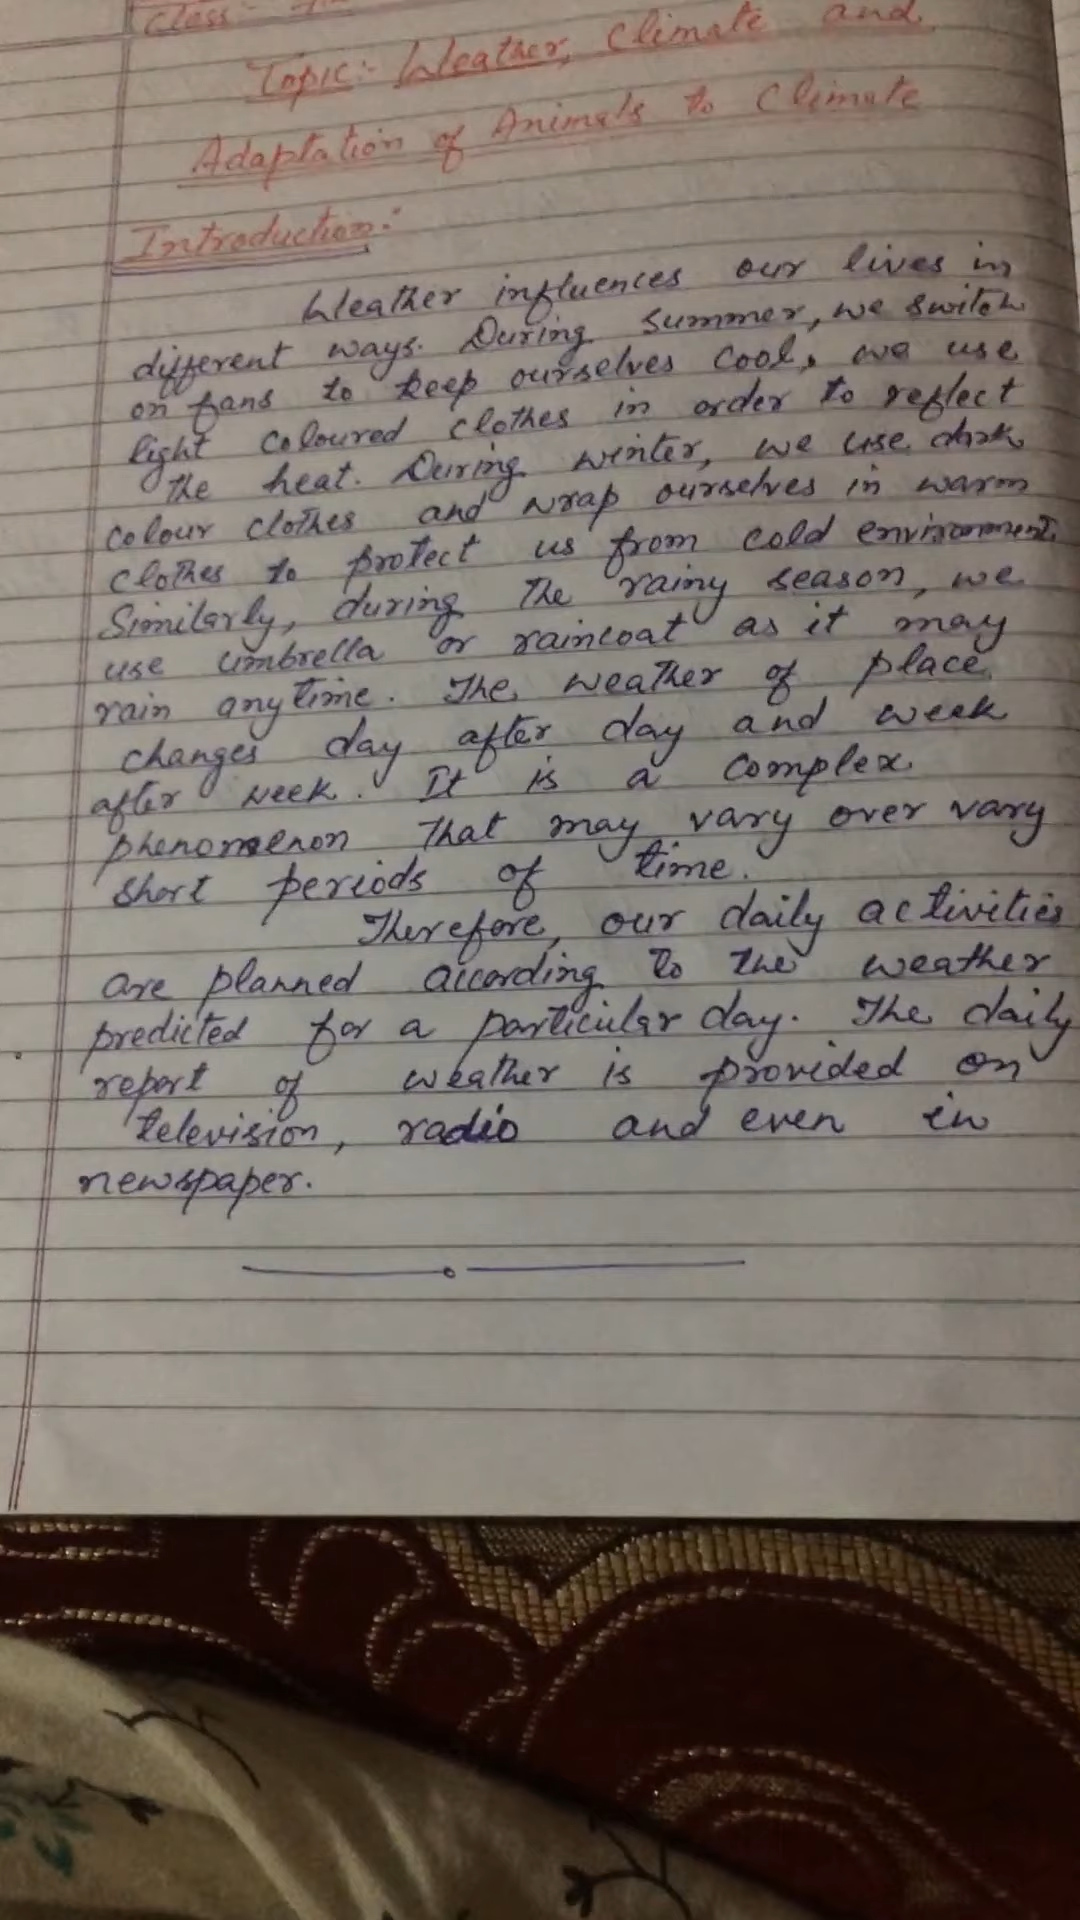 Class:-
Topic:- Weather, Climate and
Adaptation of Animals to Climate
Introduction:-
Weather influences our lives in
different ways. During summer, we switch
on fans to keep ourselves cool, we use
light coloured clothes in order to reflect
the heat. During winter, we use dark
colour clothes and wrap ourselves in warm
clothes to protect us from cold environment.
Similarly, during the rainy season, we
use umbrella or raincoat as it may
rain anytime. The weather of place
changes day after day and week
after week. It is a complex
phenomenon that may vary over vary
short periods of time.
Therefore, our daily activities
are planned according to the weather
predicted for a particular day. The daily
report of weather is provided on
television, radio and even in
newspaper.